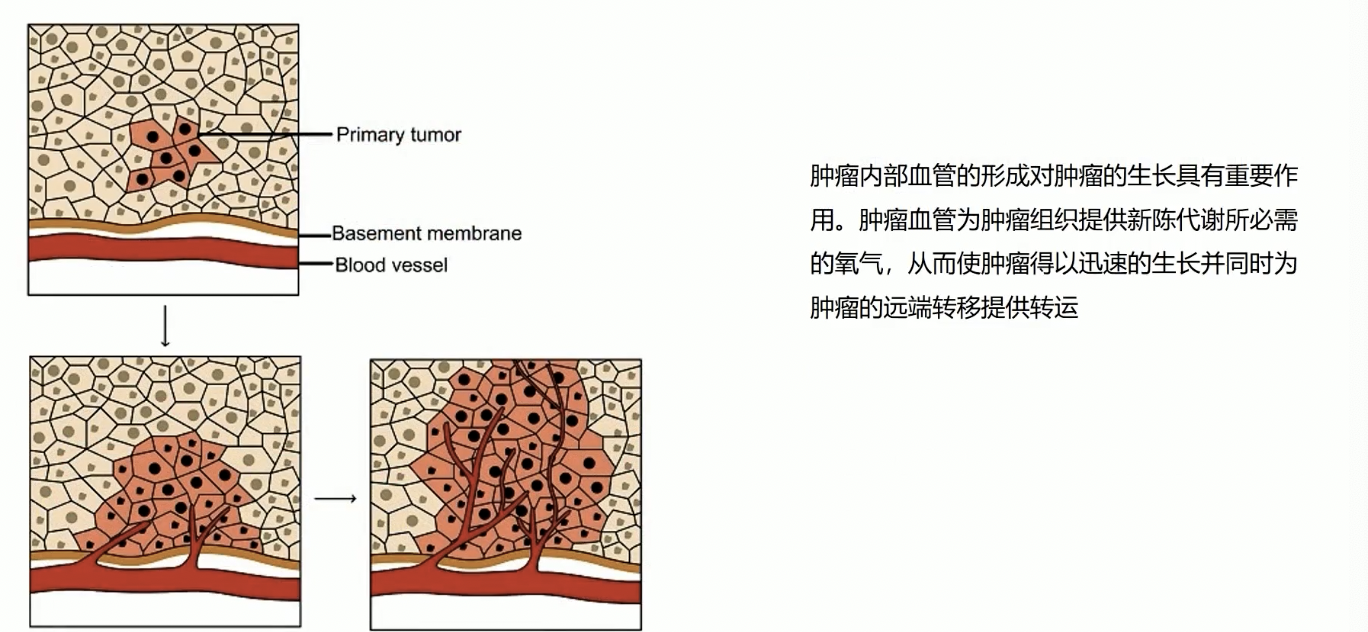 Primary tumor
Basement membrane
Blood vessel
肿瘤内部血管的形成对肿瘤的生长具有重要作
用。肿瘤血管为肿瘤组织提供新陈代谢所必需
的氧气，从而使肿瘤得以迅速的生长并同时为
肿瘤的远端转移提供转运